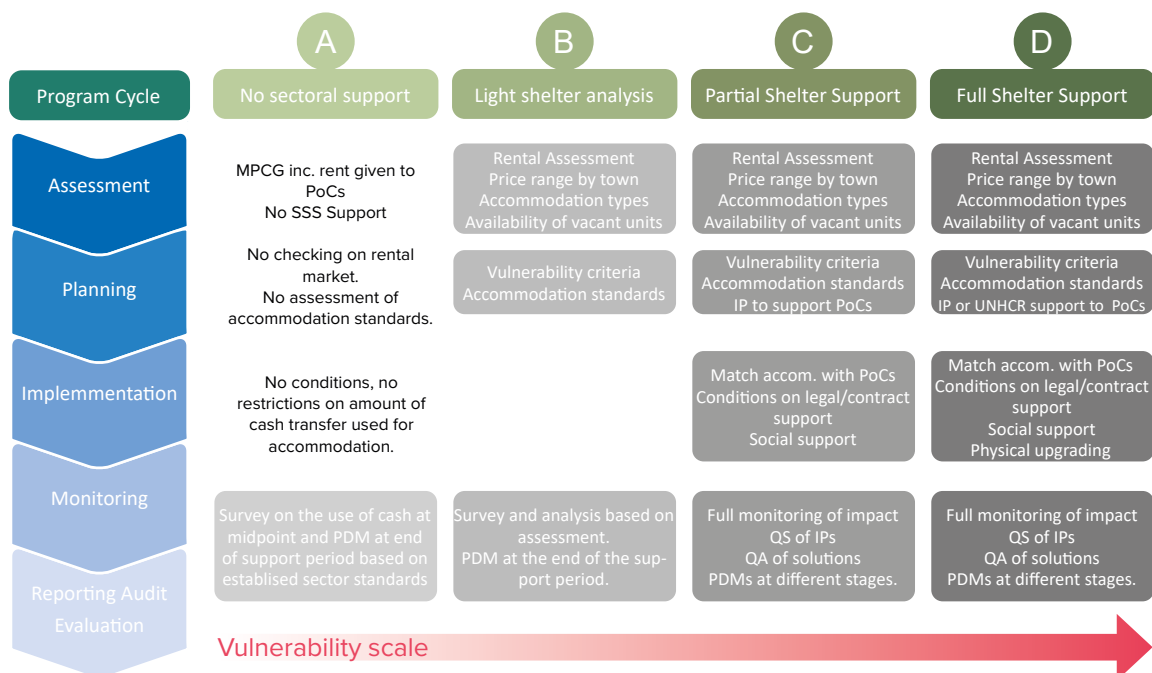 A
B
C
D
Program Cycle
No sectoral support
Light shelter analysis
Partial Shelter Support
Full Shelter Support
Assessment
MPCG inc. rent given to
PoCs
No SSS Support
Rental Assessment
Price range by town
Accommodation types
Availability of vacant units
Rental Assessment
Price range by town
Accommodation types
Availability of vacant units
Rental Assessment
Price range by town
Accommodation types
Availability of vacant units
Planning
No checking on rental
market.
No assessment of
accommodation standards.
Vulnerability criteria
Accommodation standards
Vulnerability criteria
Accommodation standards
IP to support PoCs
Vulnerability criteria
Accommodation standards
IP or UNHCR support to PoCs
Implemmentation
No conditions, no
restrictions on amount of
cash transfer used for
accommodation.
Match accom. with PoCs
Conditions on legal/contract
support
Social support
Match accom. with PoCs
Conditions on legal/contract
support
Social support
Physical upgrading
Monitoring
Survey on the use of cash at
midpoint and PDM at end
of support period based on
establised sector standards
Survey and analysis based on
assessment.
PDM at the end of the sup-
port period.
Full monitoring of impact
QS of IPs
QA of solutions
PDMs at different stages.
Full monitoring of impact
QS of IPs
QA of solutions
PDMs at different stages.
Reporting Audit
Evaluation
Vulnerability scale